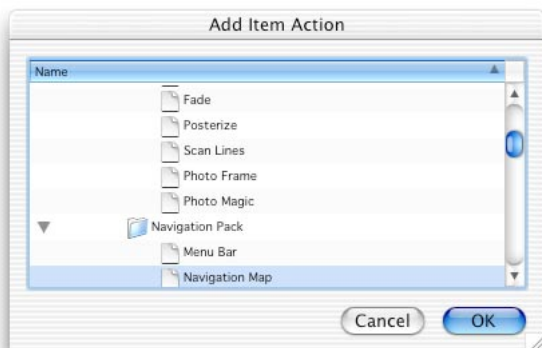 Add Item Action
Name
Fade
Posterize
Scan Lines
Photo Frame
Photo Magic
Navigation Pack
Menu Bar
Navigation Map
Cancel
OK